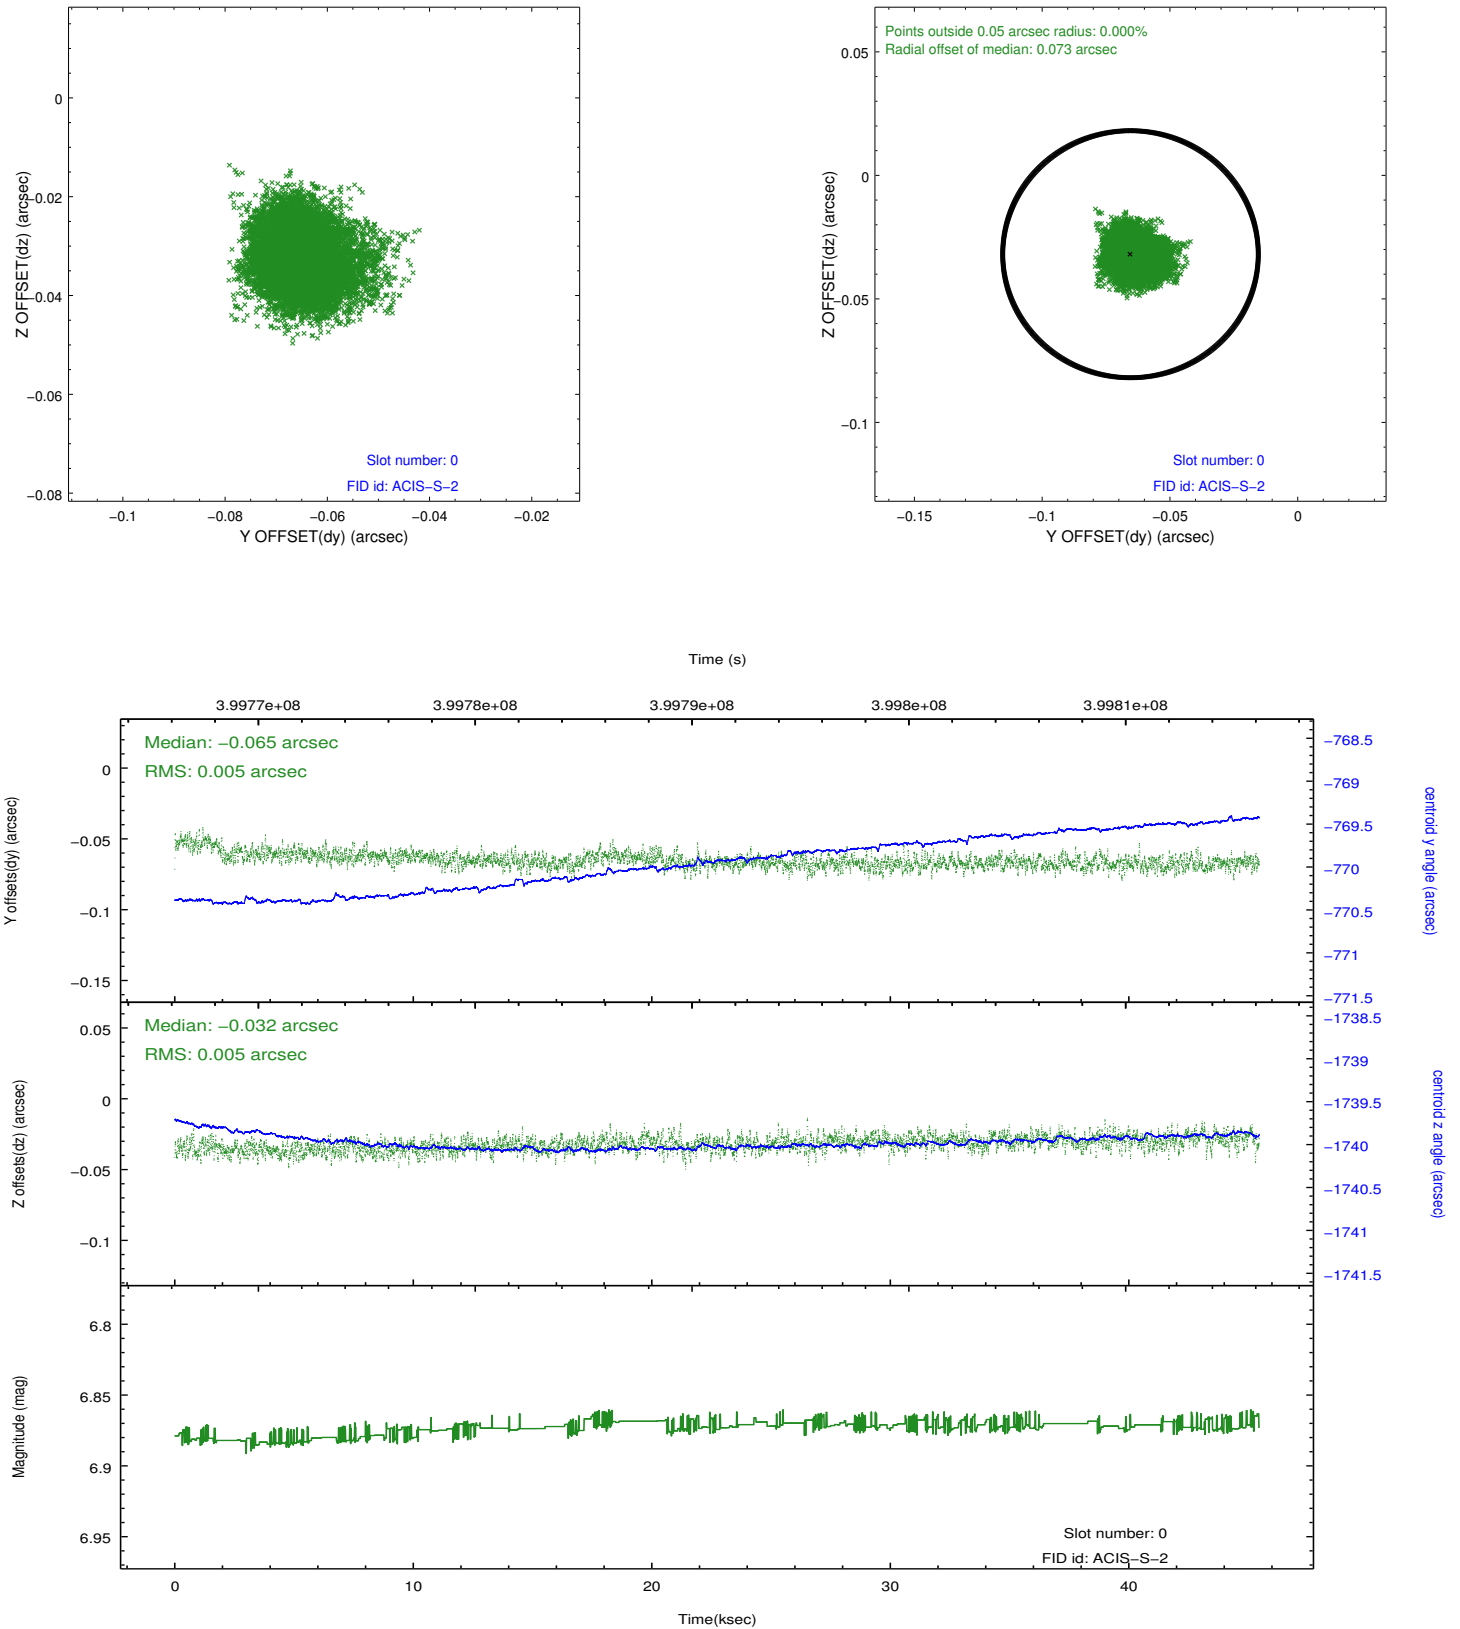 Z OFFSET(dz) (arcsec)
0
−0.02
−0.04
−0.06
−0.08
Slot number: 0
FID id: ACIS−S−2
−0.1
−0.08
−0.06
−0.04
−0.02
Y OFFSET(dy) (arcsec)
Points outside 0.05 arcsec radius: 0.000%
Radial offset of median: 0.073 arcsec
Z OFFSET(dz) (arcsec)
0.05
0
−0.05
−0.1
Slot number: 0
FID id: ACIS−S−2
−0.15
−0.1
−0.05
0
Y OFFSET(dy) (arcsec)
Time (s)
3.9977e+08
3.9978e+08
3.9979e+08
3.998e+08
3.9981e+08
Median: −0.065 arcsec
RMS: 0.005 arcsec
Y offsets(dy) (arcsec)
0
−0.05
−0.1
−0.15
−768.5
−769
−769.5
−770
−770.5
−771
−771.5
centroid y angle (arcsec)
Median: −0.032 arcsec
RMS: 0.005 arcsec
Z offsets(dz) (arcsec)
0.05
0
−0.05
−0.1
−1738.5
−1739
−1739.5
−1740
−1740.5
−1741
−1741.5
centroid z angle (arcsec)
Magnitude (mag)
6.8
6.85
6.9
6.95
Slot number: 0
FID id: ACIS−S−2
0
10
20
30
40
Time(ksec)